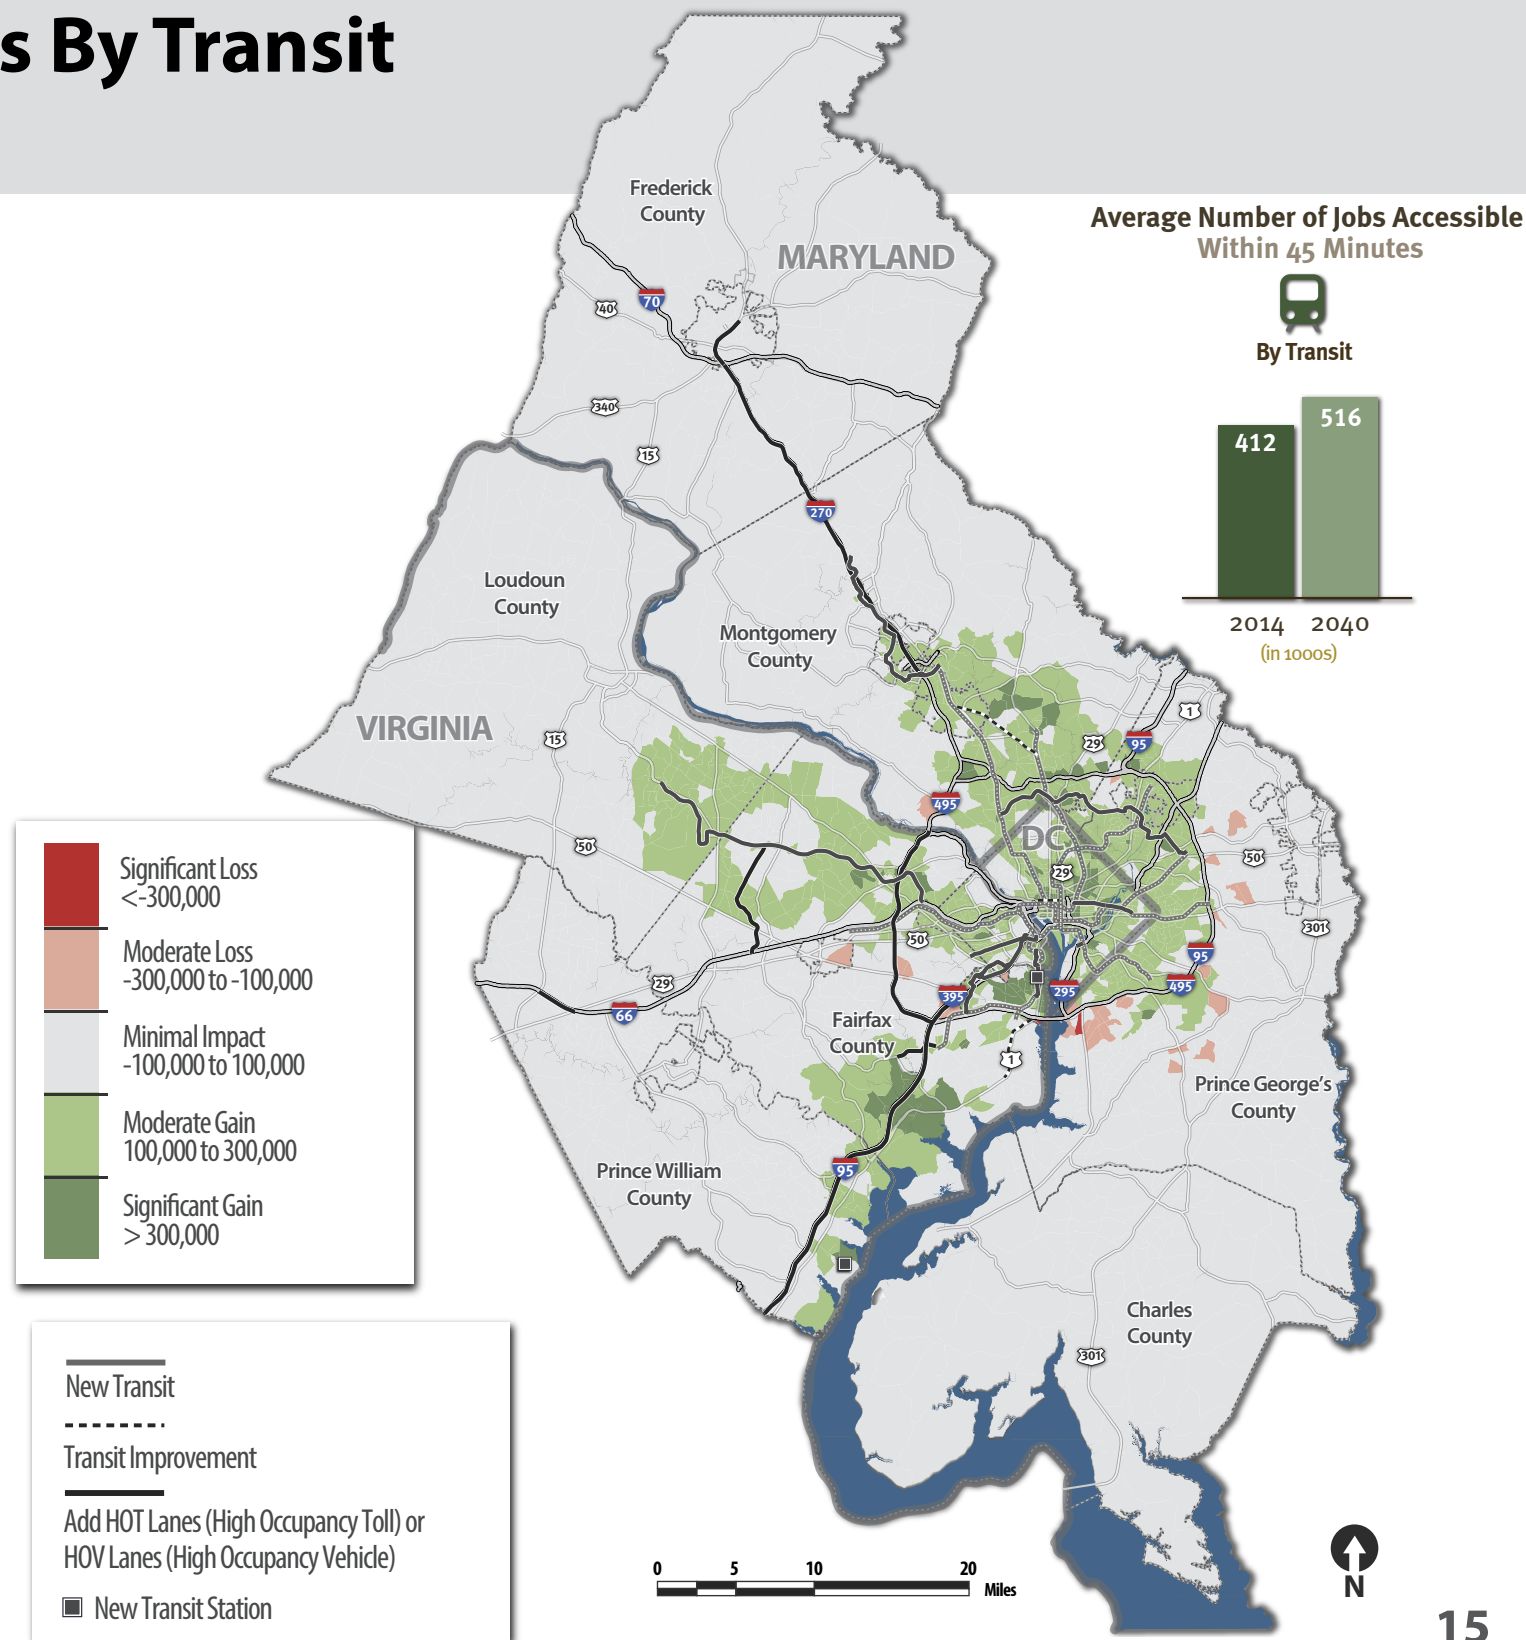 s By Transit
Average Number of Jobs Accessible
Within 45 Minutes
By Transit
412
516
2014
2040
(in 1000s)
Frederick
County
MARYLAND
70
40
340
15
270
Loudoun
County
Montgomery
County
VIRGINIA
15
1
29
95
495
DC
50
50
29
301
50
95
29
395
295
495
66
Fairfax
County
1
Prince George's
County
95
Prince William
County
Charles
County
301
Significant Loss
<-300,000
Moderate Loss
-300,000 to -100,000
Minimal Impact
-100,000 to 100,000
Moderate Gain
100,000 to 300,000
Significant Gain
> 300,000
New Transit
Transit Improvement
Add HOT Lanes (High Occupancy Toll) or
HOV Lanes (High Occupancy Vehicle)
New Transit Station
0 5 10 20
Miles
N
15